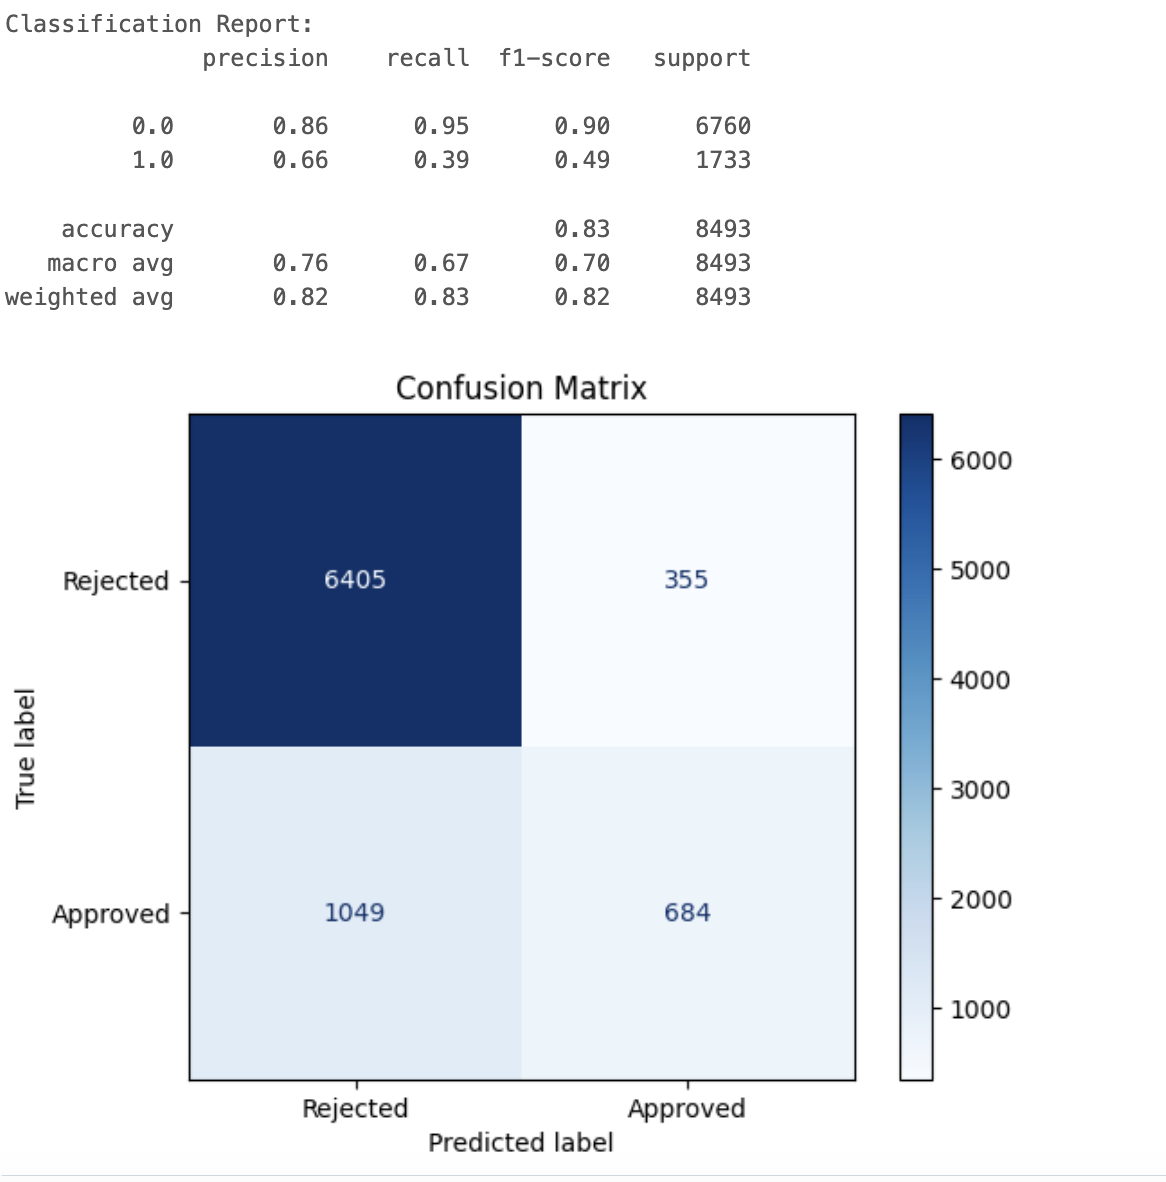 Classification Report:
precision recall f1-score support
0.0 0.86 0.95 0.90 6760
1.0 0.66 0.39 0.49 1733
accuracy 0.83 8493
macro avg 0.76 0.67 0.70 8493
weighted avg 0.82 0.83 0.82 8493
Confusion Matrix
6000
5000
4000
3000
2000
1000
True label
Rejected 6405 355
Approved 1049 684
Rejected Approved
Predicted label